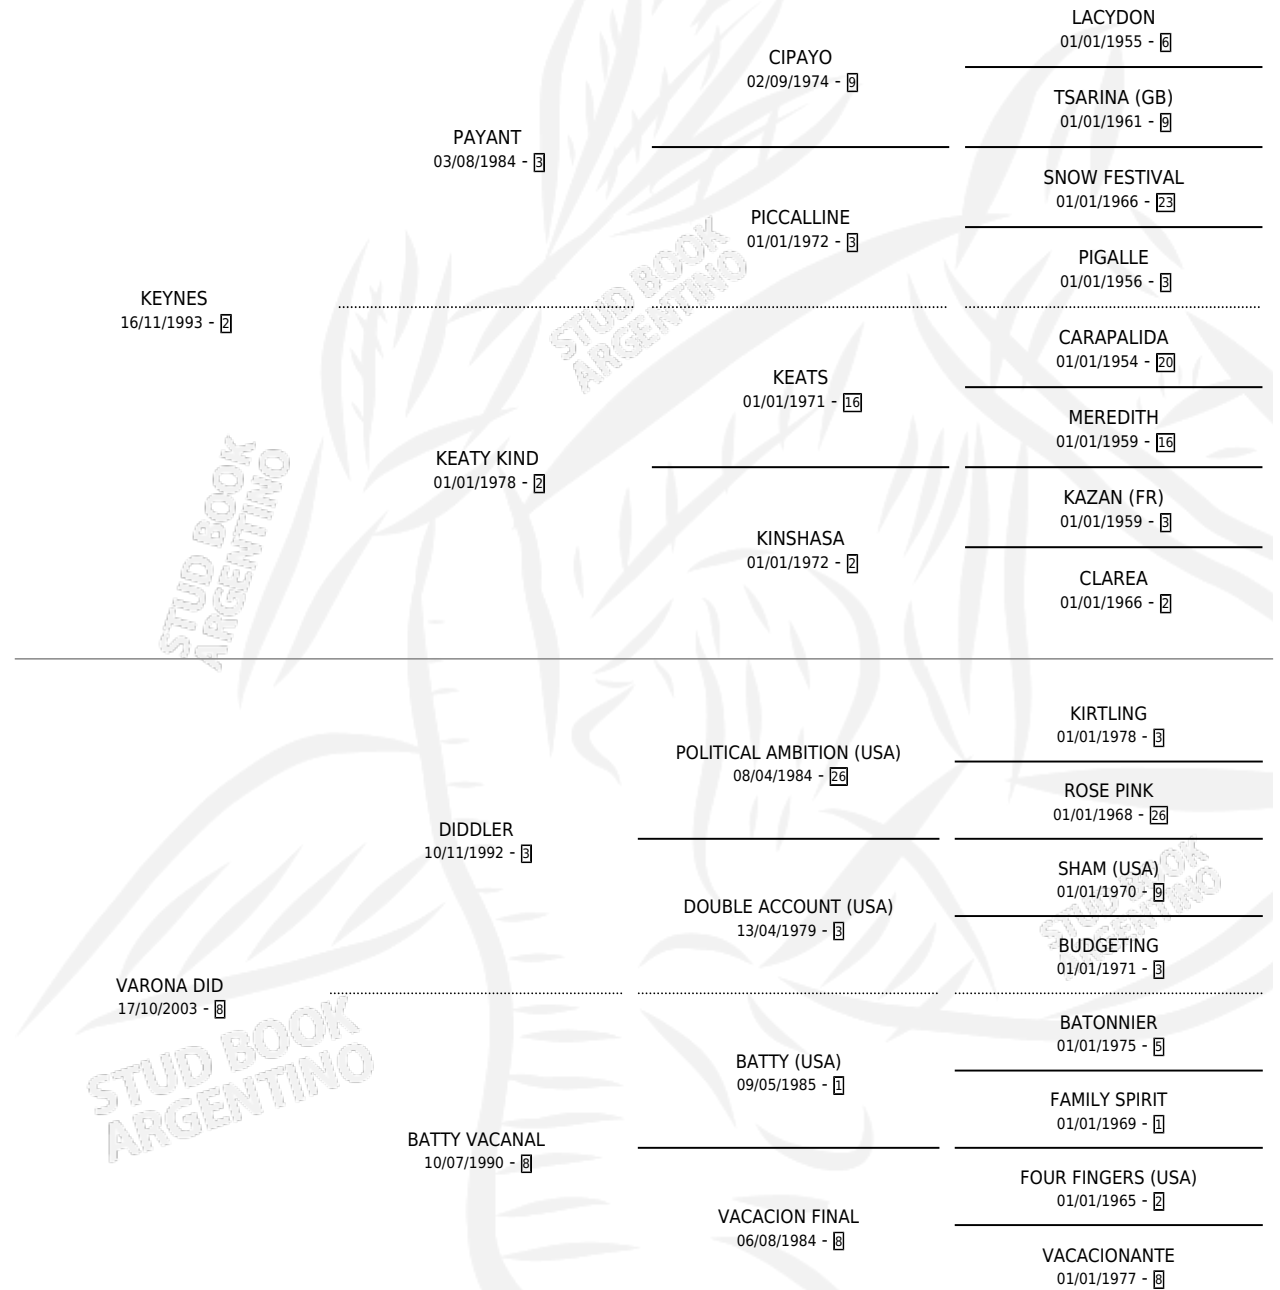 LACYDON
01/01/1955 - 6
CIPAYO
02/09/1974 - 9
TSARINA (GB)
01/01/1961 - 9
PAYANT
03/08/1984 - 3
SNOW FESTIVAL
01/01/1966 - 23
PICCALLINE
01/01/1972 - 3
PIGALLE
01/01/1956 - 3
KEYNES
16/11/1993 - 2
STUD BOOK
ARGENTINO
CARAPALIDA
01/01/1954 - 20
KEATS
01/01/1971 - 16
MEREDITH
01/01/1959 - 16
KEATY KIND
01/01/1978 - 2
KAZAN (FR)
01/01/1959 - 3
KINSHASA
01/01/1972 - 2
CLAREA
01/01/1966 - 2
STUD BOOK
ARGENTINO
KIRTLING
01/01/1978 - 3
POLITICAL AMBITION (USA)
08/04/1984 - 26
ROSE PINK
01/01/1968 - 26
DIDDLER
10/11/1992 - 3
SHAM (USA)
01/01/1970 - 9
DOUBLE ACCOUNT (USA)
13/04/1979 - 3
STUD BOOK
ARGENTINO
BUDGETING
01/01/1971 - 3
VARONA DID
17/10/2003 - 8
BATONNIER
01/01/1975 - 5
BATTY (USA)
09/05/1985 - 1
STUD BOOK
ARGENTINO
FAMILY SPIRIT
01/01/1969 - 1
BATTY VACANAL
10/07/1990 - 8
FOUR FINGERS (USA)
01/01/1965 - 2
VACACION FINAL
06/08/1984 - 8
VACACIONANTE
01/01/1977 - 8